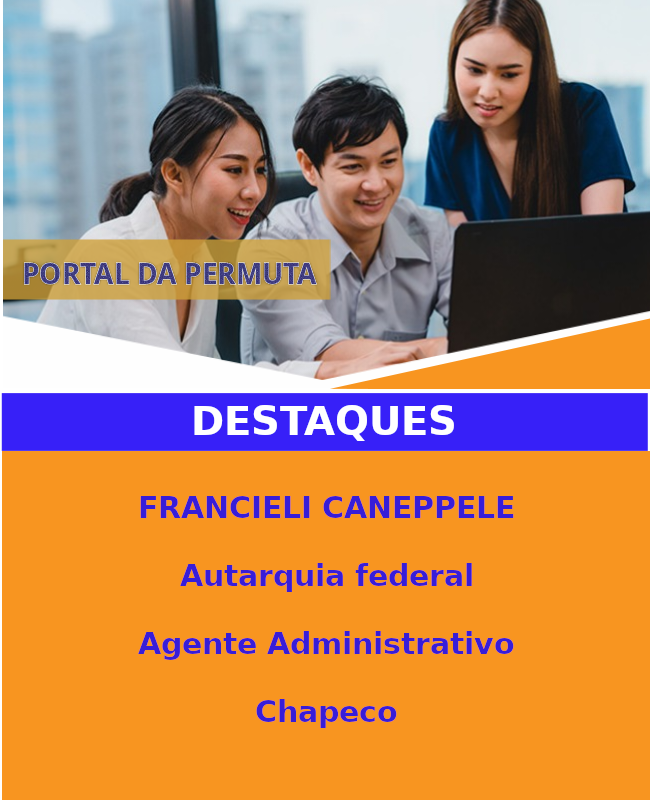 PORTAL DA PERMUTA
DESTAQUES
FRANCIELI CANEPPELE
Autarquia federal
Agente Administrativo
Chapeco